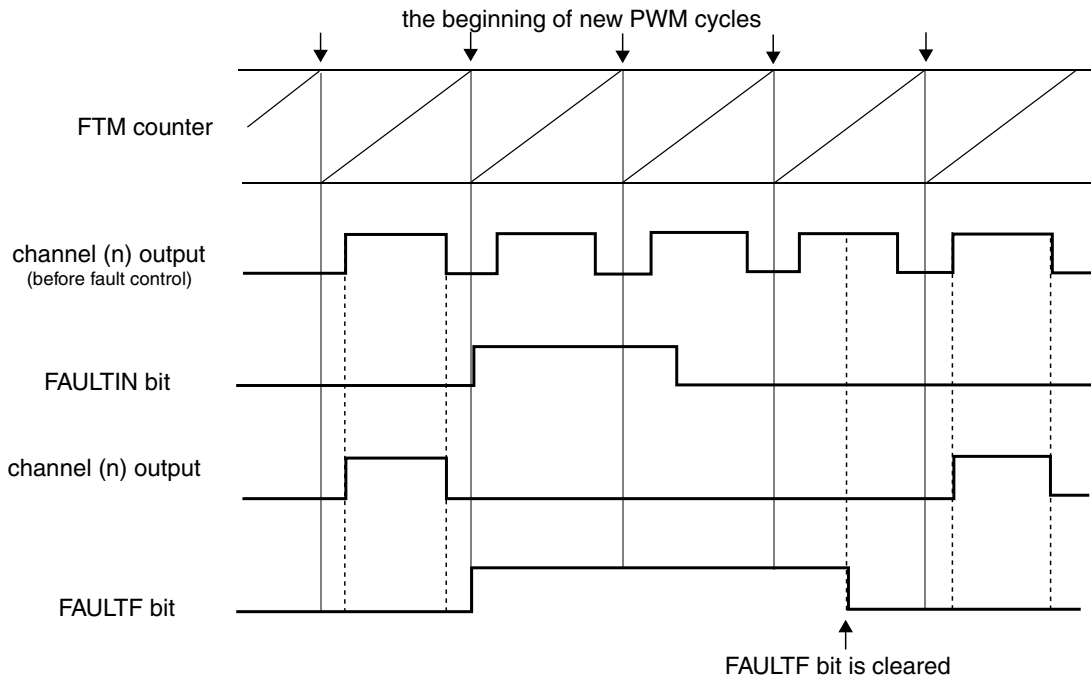 the beginning of new PWM cycles
FTM counter
channel (n) output
(before fault control)
FAULTIN bit
channel (n) output
FAULTF bit
FAULTF bit is cleared